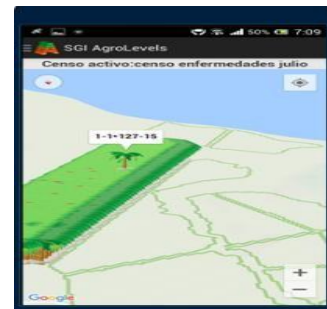 50% 7:09
SGI AgroLevels
Censo activo:censo enfermedades julio
1-1-127-15
+
−
Google